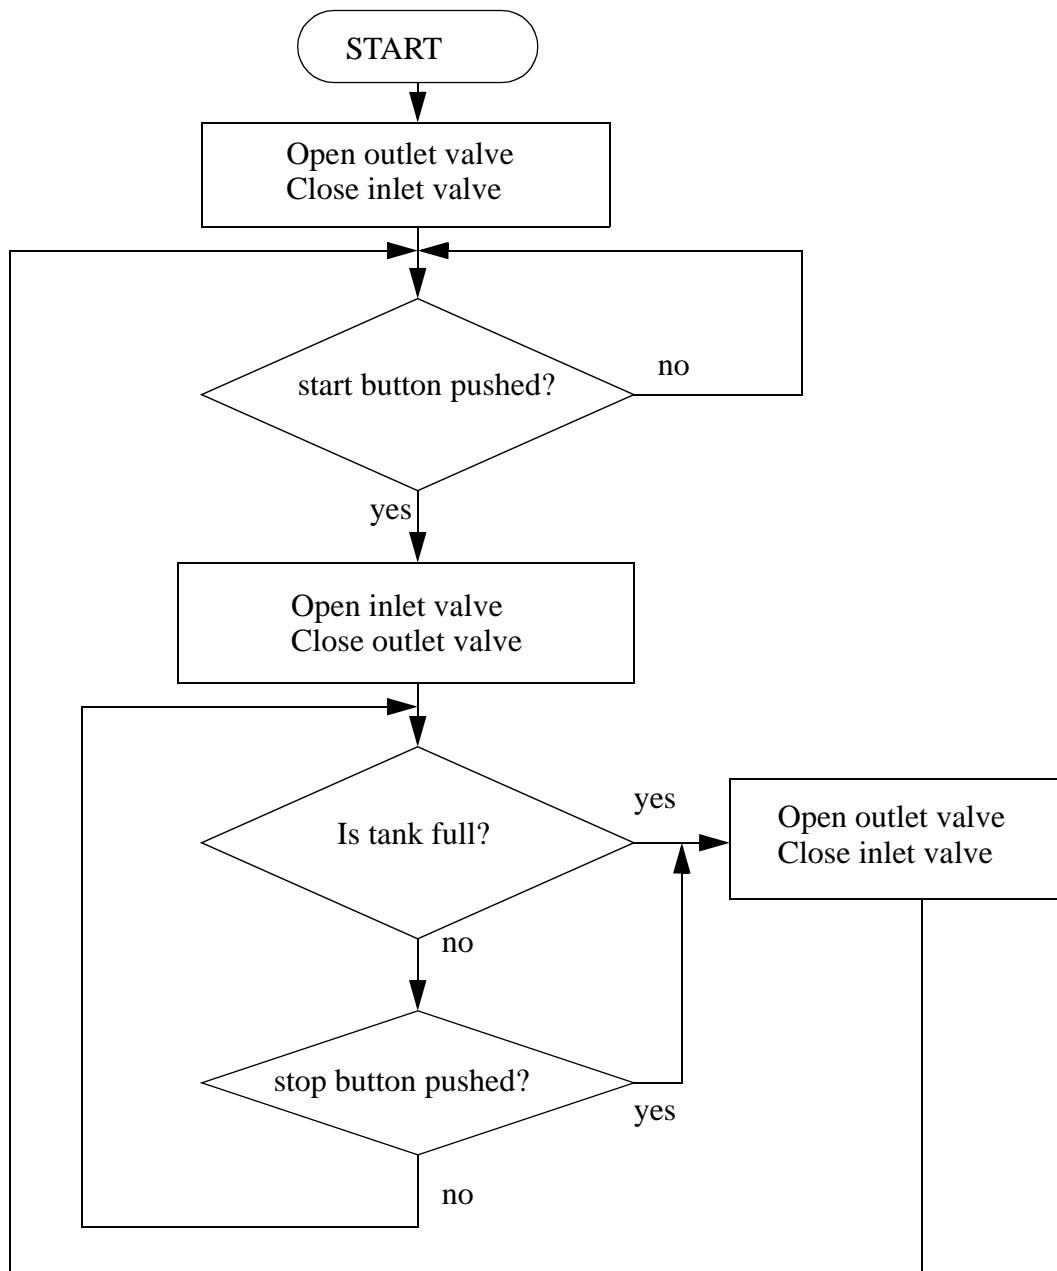 START
Open outlet valve
Close inlet valve
start button pushed?
no
yes
Open inlet valve
Close outlet valve
Is tank full?
yes
Open outlet valve
Close inlet valve
no
stop button pushed?
yes
no